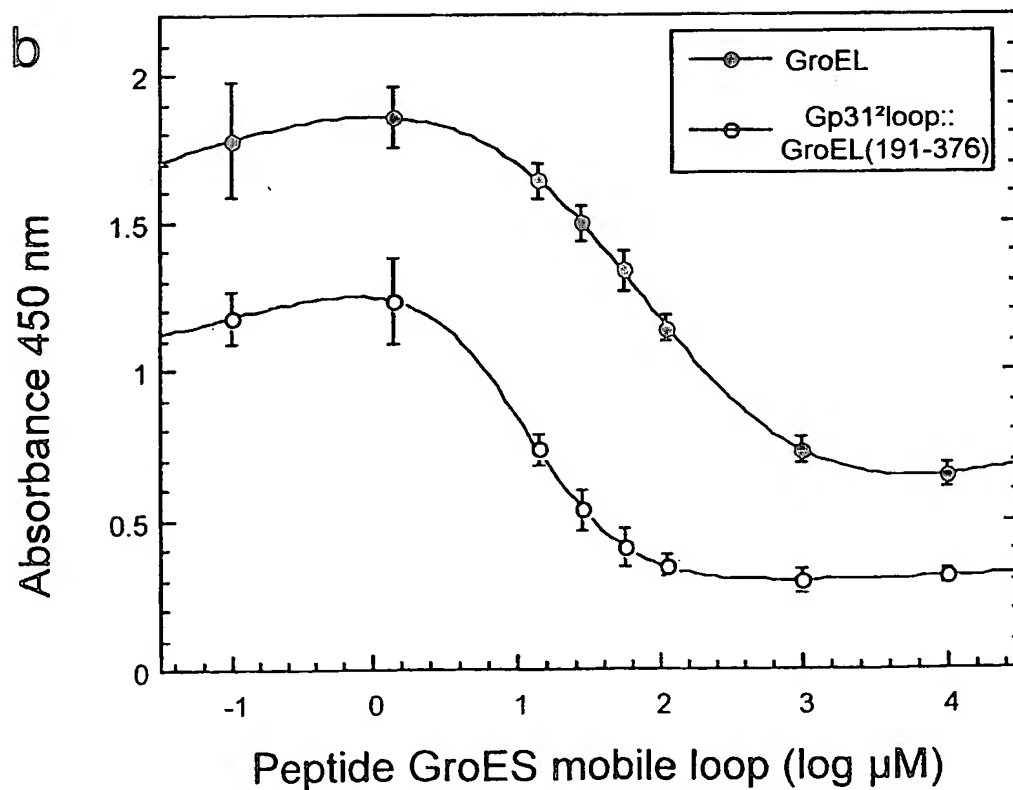 b
GroEL
Gp31²loop::
GroEL(191-376)
2
1.5
1
0.5
0
Absorbance 450 nm
-1 0 1 2 3 4
Peptide GroES mobile loop (log µM)